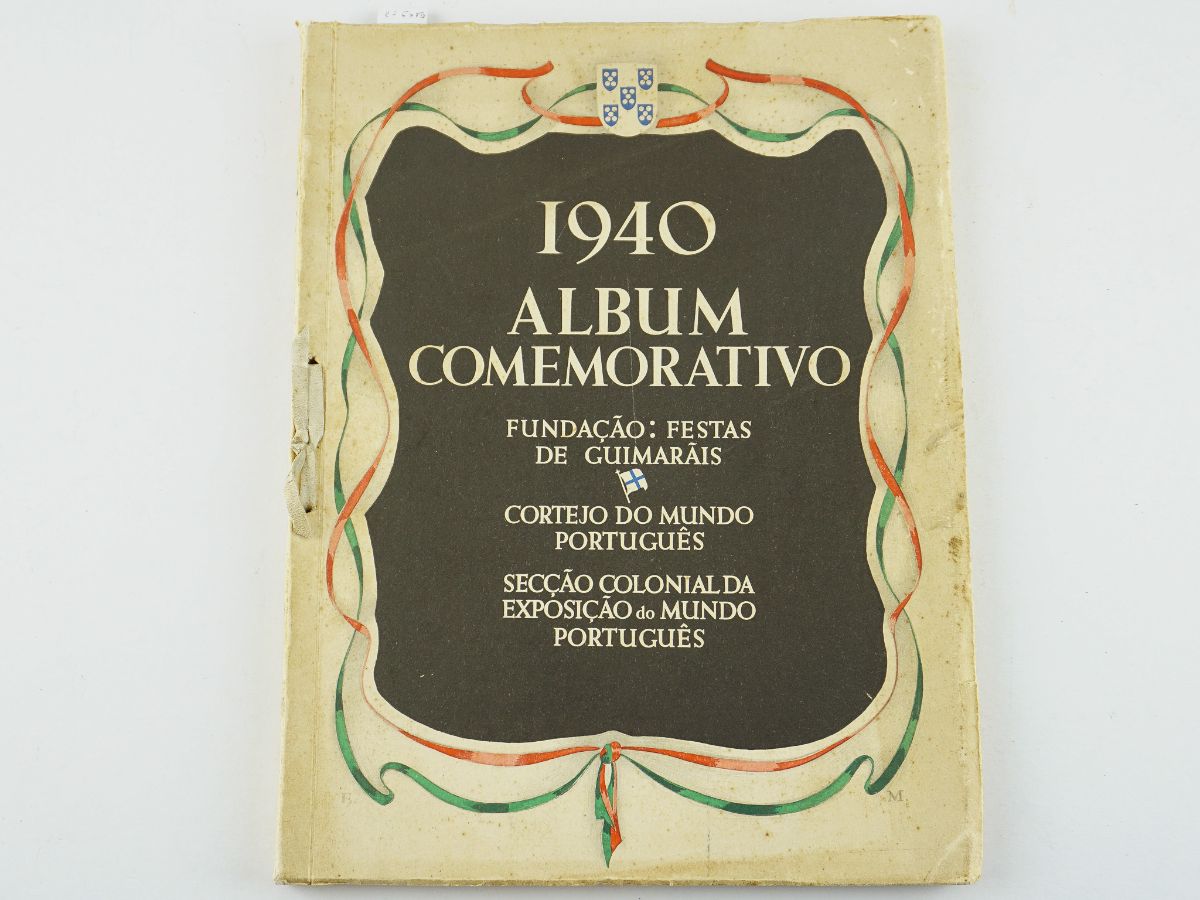 1940
ALBUM
COMEMORATIVO
FUNDAÇÃO: FESTAS
DE GUIMARÃIS
CORTEJO DO MUNDO
PORTUGUÊS
SECÇÃO COLONIAL DA
EXPOSIÇÃO do MUNDO
PORTUGUÊS
M.